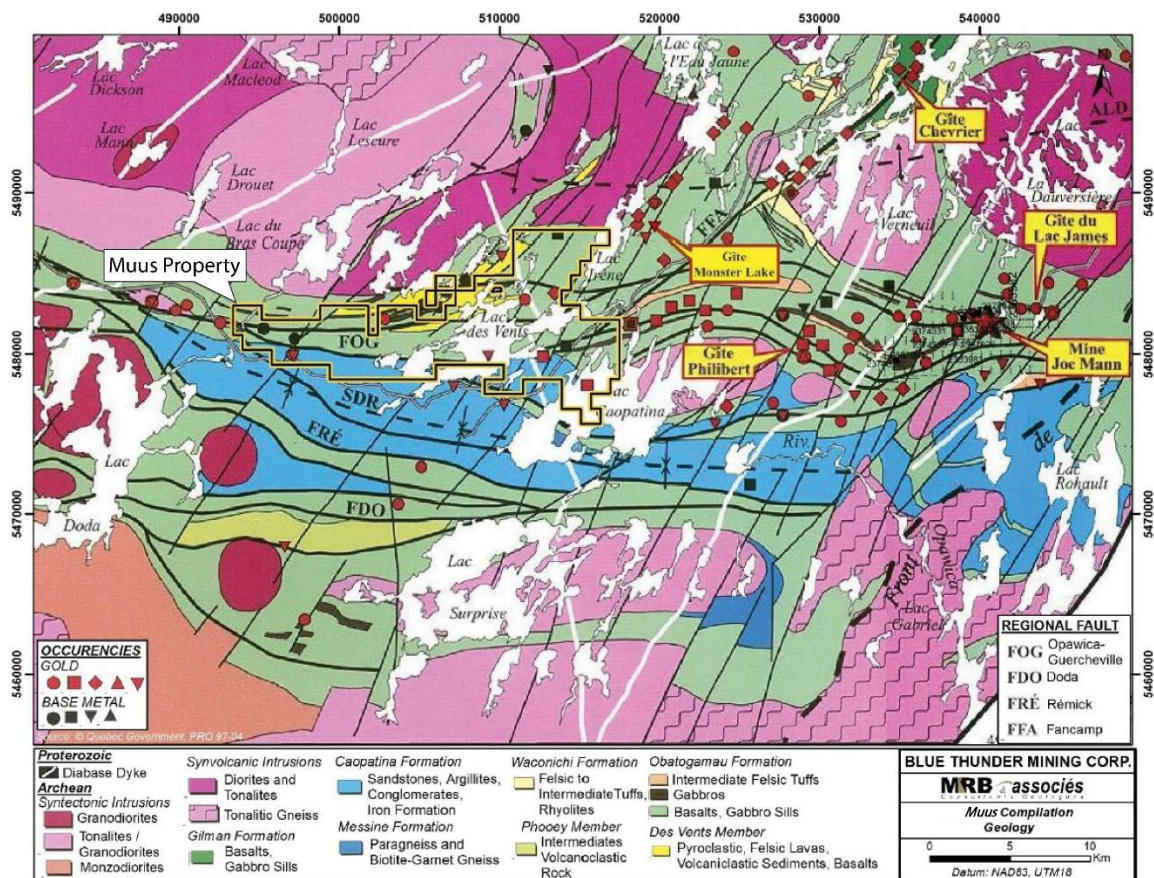 490000 500000 510000 520000 530000 540000
5490000
5480000
5470000
5460000
5490000
5480000
5470000
5460000
Lac
Dickson
Lac
Macleod
Lac
Mann
Lac
Lescure
Lac
Drouet
Lac du
Bras Coupe
Lac à
l'Eau Jaune
ALD
Gîte
Chevrier
Lac
La
Dauversière
Lac
Verneuil
FFA
Gîte du
Lac James
Gîte
Monster Lake
Lac
Irène
Muus Property
Lac
des Vents
FOG
Gîte
Philibert
Mine
Joe Mann
SDR
FRÉ
Lac
Caopatina
Riv.
de
Lac
Rohault
Lac
Doda
FDO
Lac
Surprise
Front
Opawica
Lac
Gabriel
OCCURENCIES
GOLD
BASE METAL
Source: © Quebec Government, PRO 97-04
REGIONAL FAULT
FOG Opawica-
Guercheville
FDO Doda
FRÉ Rémick
FFA Fancamp
Proterozoic
Diabase Dyke
Archean
Syntectonic Intrusions
Granodiorites
Tonalites /
Granodiorites
Monzodiorites
Synvolcanic Intrusions
Diorites and
Tonalites
Tonalitic Gneiss
Gilman Formation
Basalts,
Gabbro Sills
Caopatina Formation
Sandstones, Argillites,
Conglomerates,
Iron Formation
Messine Formation
Paragneiss and
Biotite-Garnet Gneiss
Waconichi Formation
Felsic to
IntermediateTuffs,
Rhyolites
Phooey Member
Intermediates
Volcanoclastic
Rock
Obatogamau Formation
Intermediate Felsic Tuffs
Gabbros
Basalts, Gabbro Sills
Des Vents Member
Pyroclastic, Felsic Lavas,
Volcaniclastic Sediments, Basalts
BLUE THUNDER MINING CORP.
MRB & associés
Muus Compilation
Geology
0 5 10
Km
Datum: NAD83, UTM18